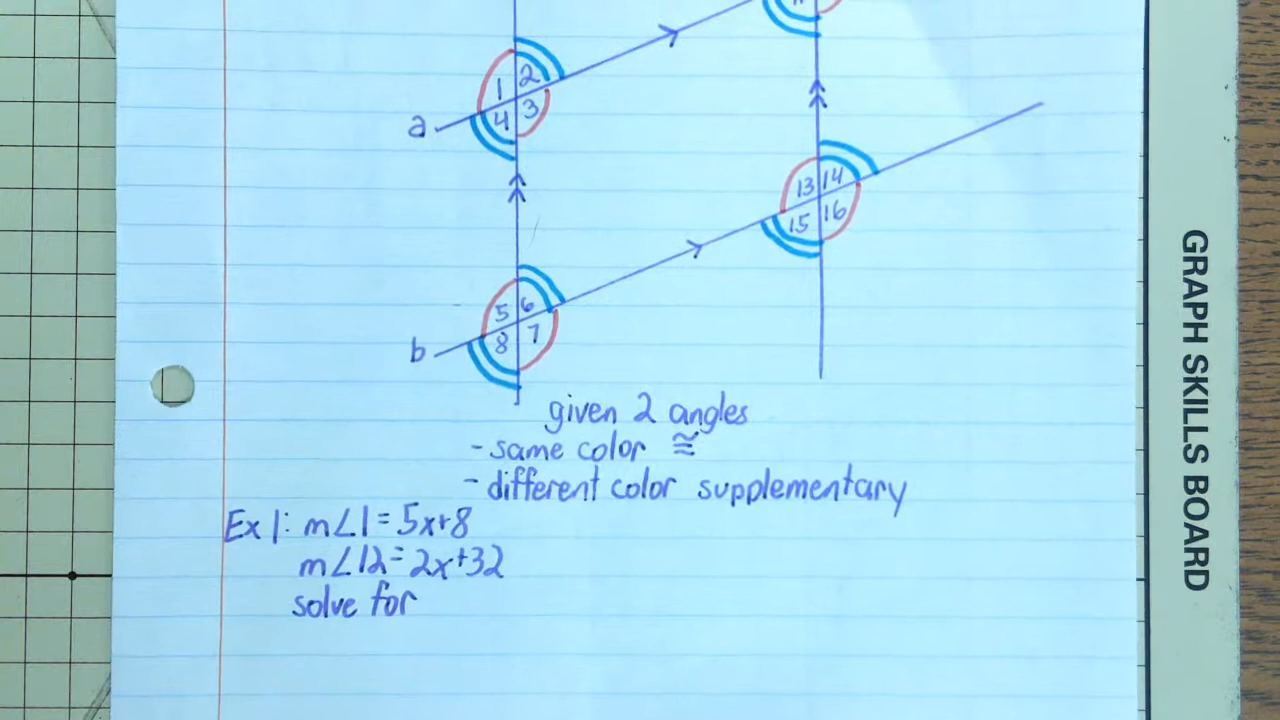 1 2
a 4 3
13 14
15 16
5 6
b 8 7
given 2 angles
- same color ≅
- different color supplementary
Ex 1: m∠1 = 5x+8
m∠12 = 2x+32
solve for
GRAPH SKILLS BOARD